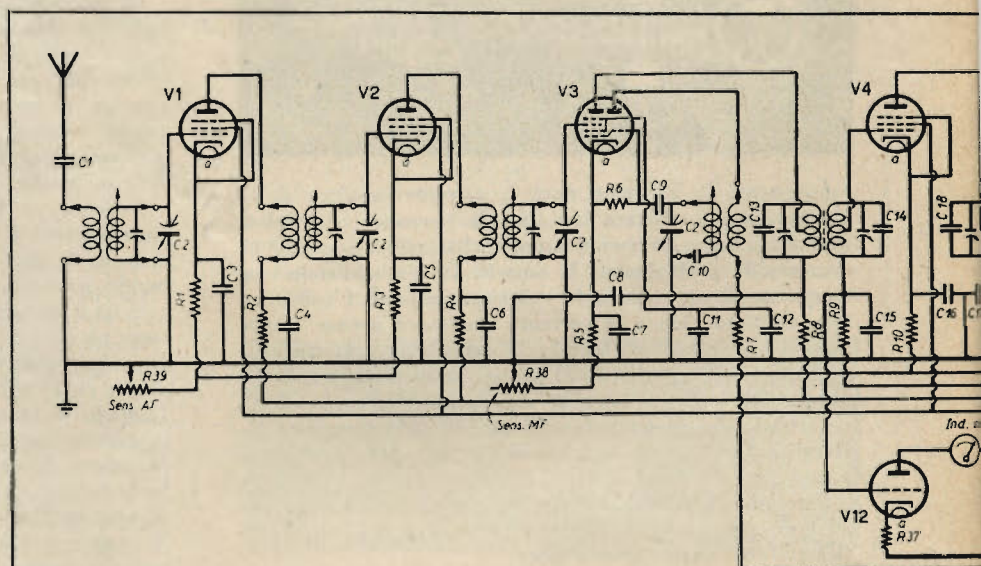 V1
V2
V3
V4
a
a
a
a
C1
C2
C2
C2
R6
C9
C2
C10
C13
C14
C18
R1
C3
R2
C4
R3
C5
R4
C6
C8
R5
C7
C11
R7
C12
R8
R9
C15
R10
C16
R39
Sens. AF
R38
Sens. MF
Ind.
V12
a
R37